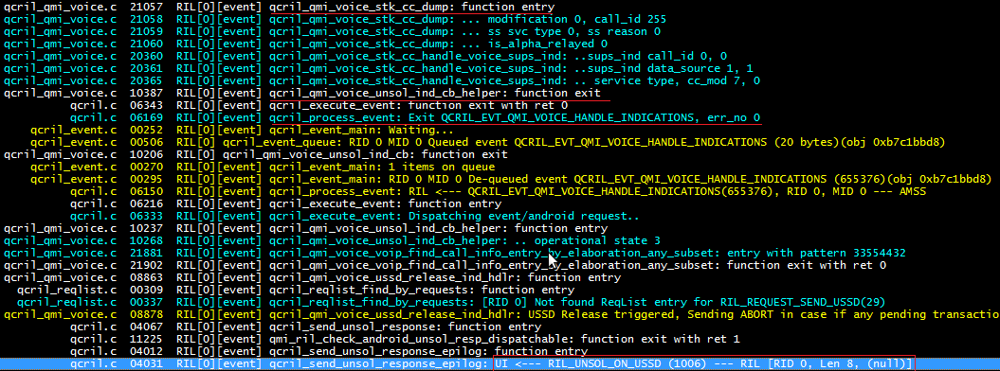 qcril_qmi_voice.c 21057 RIL[0][event] qcril_qmi_voice_stk_cc_dump: function entry
qcril_qmi_voice.c 21058 RIL[0][event] qcril_qmi_voice_stk_cc_dump: ... modification 0, call_id 255
qcril_qmi_voice.c 21059 RIL[0][event] qcril_qmi_voice_stk_cc_dump: ... ss svc type 0, ss reason 0
qcril_qmi_voice.c 21060 RIL[0][event] qcril_qmi_voice_stk_cc_dump: ... is_alpha_relayed 0
qcril_qmi_voice.c 20360 RIL[0][event] qcril_qmi_voice_stk_cc_handle_voice_sups_ind: ..sups_ind call_id 0, 0
qcril_qmi_voice.c 20361 RIL[0][event] qcril_qmi_voice_stk_cc_handle_voice_sups_ind: ..sups_ind data_source 1, 1
qcril_qmi_voice.c 20365 RIL[0][event] qcril_qmi_voice_stk_cc_handle_voice_sups_ind: .. service type, cc_mod 7, 0
qcril_qmi_voice.c 10387 RIL[0][event] qcril_qmi_voice_unsol_ind_cb_helper: function exit
qcril.c 06343 RIL[0][event] qcril_execute_event: function exit with ret 0
qcril.c 06169 RIL[0][event] qcril_process_event: Exit QCRIL_EVT_QMI_VOICE_HANDLE_INDICATIONS, err_no 0
qcril_event.c 00252 RIL[0][event] qcril_event_main: Waiting...
qcril_event.c 00506 RIL[0] qcril_event_queue: RID 0 MID 0 Queued event QCRIL_EVT_QMI_VOICE_HANDLE_INDICATIONS (20 bytes)(obj 0xb7c1bbd8)
qcril_qmi_voice.c 10206 RIL[0] qcril_qmi_voice_unsol_ind_cb: function exit
qcril_event.c 00270 RIL[0][event] qcril_event_main: 1 items on queue
qcril_event.c 00295 RIL[0][event] qcril_event_main: RID 0 MID 0 De-queued event QCRIL_EVT_QMI_VOICE_HANDLE_INDICATIONS (655376)(obj 0xb7c1bbd8)
qcril.c 06150 RIL[0][event] qcril_process_event: RIL <--- QCRIL_EVT_QMI_VOICE_HANDLE_INDICATIONS(655376), RID 0, MID 0 --- AMSS
qcril.c 06216 RIL[0][event] qcril_execute_event: function entry
qcril.c 06333 RIL[0][event] qcril_execute_event: Dispatching event/android request..
qcril_qmi_voice.c 10237 RIL[0][event] qcril_qmi_voice_unsol_ind_cb_helper: function entry
qcril_qmi_voice.c 10268 RIL[0][event] qcril_qmi_voice_unsol_ind_cb_helper: .. operational state 3
qcril_qmi_voice.c 21881 RIL[0][event] qcril_qmi_voice_voip_find_call_info_entry_by_elaboration_any_subset: entry with pattern 33554432
qcril_qmi_voice.c 21902 RIL[0][event] qcril_qmi_voice_voip_find_call_info_entry_by_elaboration_any_subset: function exit with ret 0
qcril_qmi_voice.c 08863 RIL[0][event] qcril_qmi_voice_ussd_release_ind_hdlr: function entry
qcril_reqlist.c 00309 RIL[0][event] qcril_reqlist_find_by_requests: function entry
qcril_reqlist.c 00337 RIL[0][event] qcril_reqlist_find_by_requests: [RID 0] Not found ReqList entry for RIL_REQUEST_SEND_USSD(29)
qcril_qmi_voice.c 08878 RIL[0][event] qcril_qmi_voice_ussd_release_ind_hdlr: USSD Release triggered, Sending ABORT in case if any pending transactio
qcril.c 04067 RIL[0][event] qcril_send_unsol_response: function entry
qcril.c 11225 RIL[0][event] qmi_ril_check_android_unsol_resp_dispatchable: function exit with ret 1
qcril.c 04012 RIL[0][event] qcril_send_unsol_response_epilog: function entry
qcril.c 04031 RIL[0][event] qcril_send_unsol_response_epilog: UI <--- RIL_UNSOL_ON_USSD (1006) --- RIL [RID 0, Len 8, (null)]